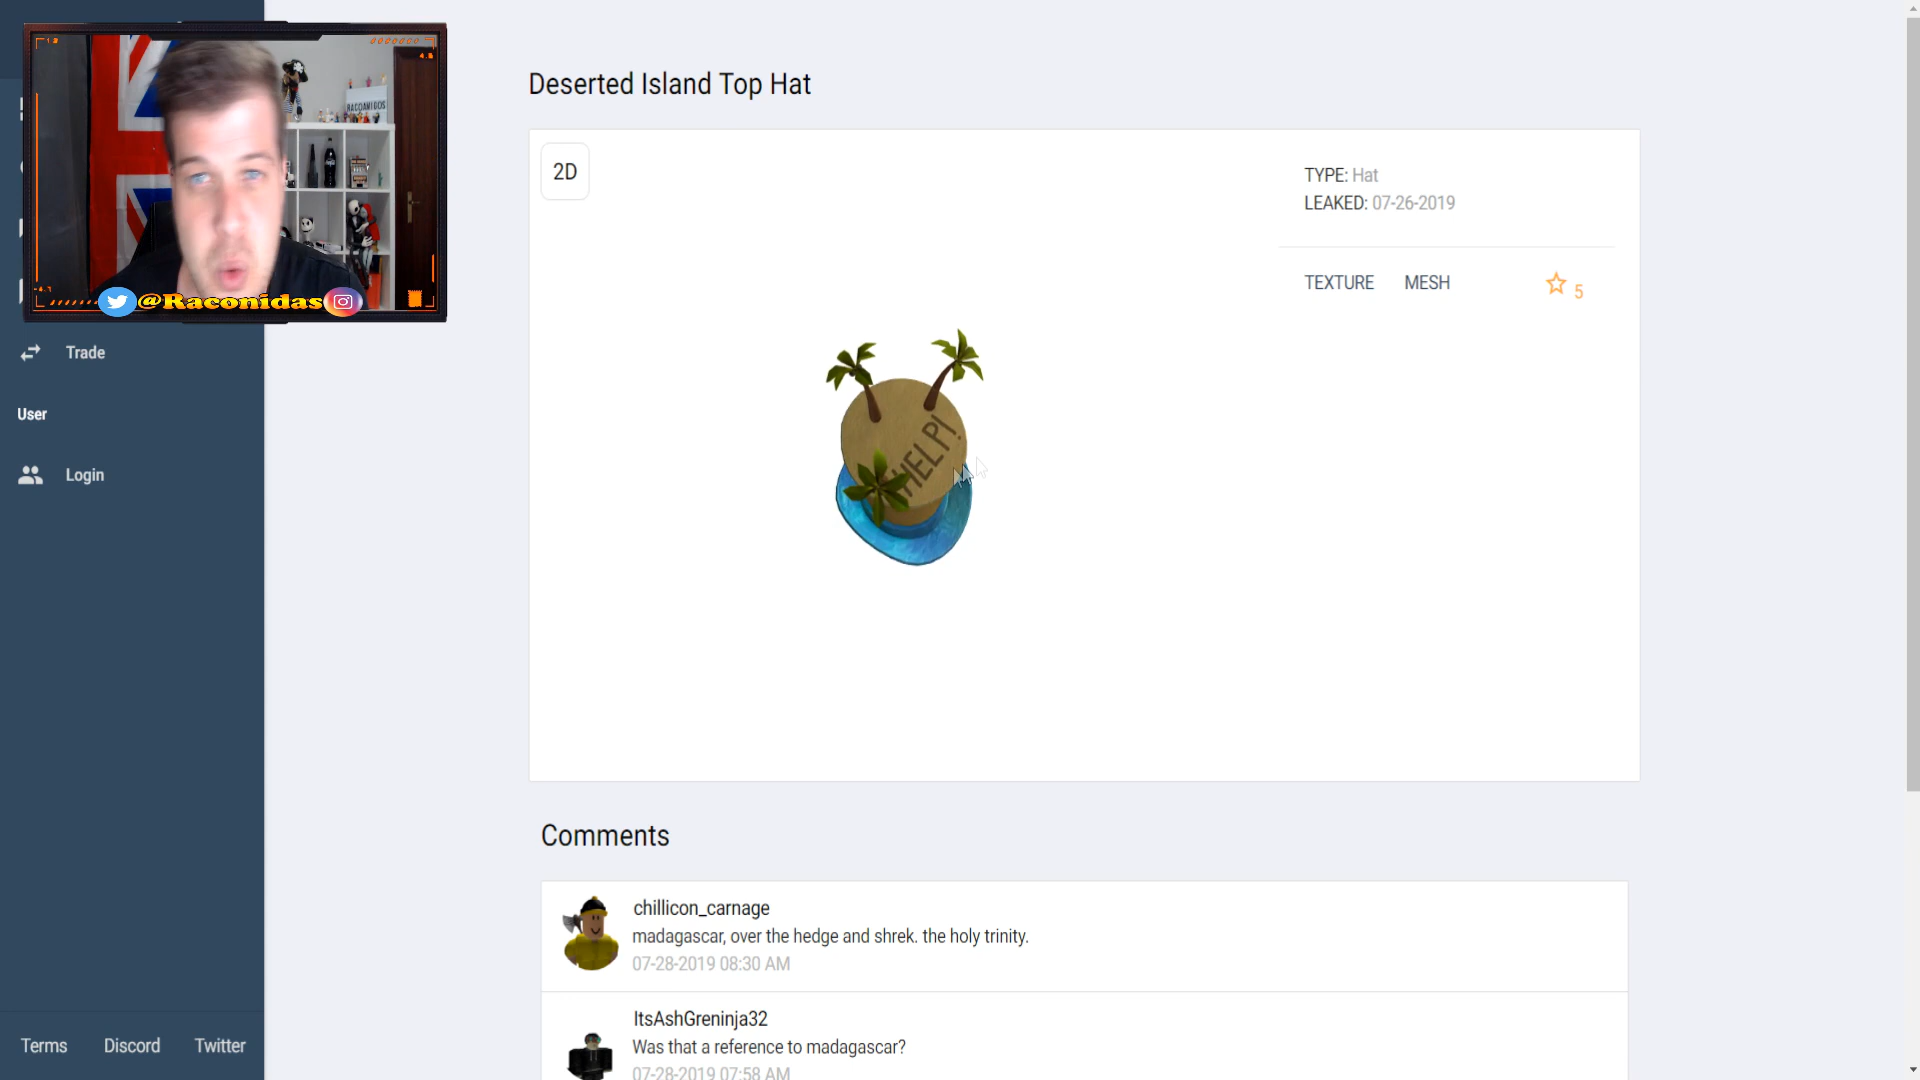 RACOAMIGOS
@Raconidas
Trade
User
Login
Terms Discord Twitter
Deserted Island Top Hat
2D
HELP!
TYPE: Hat
LEAKED: 07-26-2019
TEXTURE MESH
5
Comments
chillicon_carnage
madagascar, over the hedge and shrek. the holy trinity.
07-28-2019 08:30 AM
ItsAshGreninja32
Was that a reference to madagascar?
07-28-2019 07:58 AM